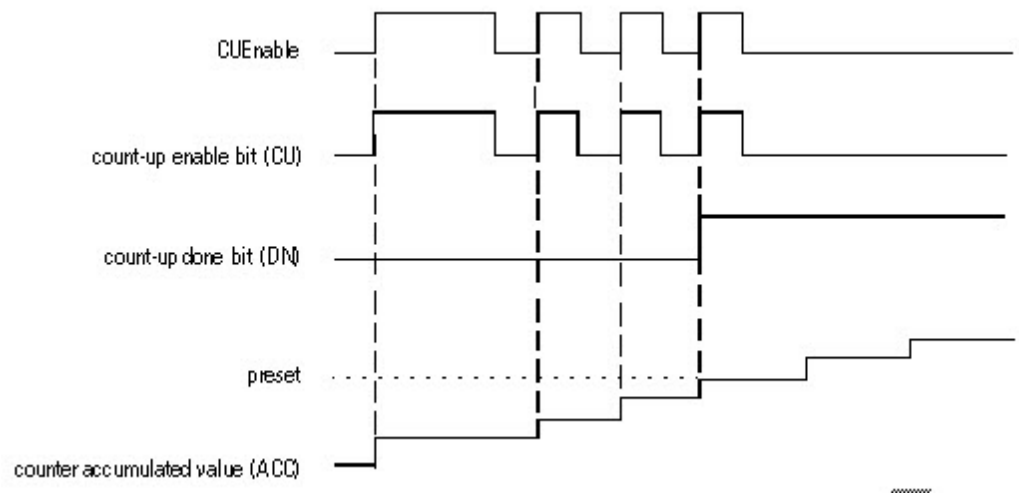 CUEnable
count-up enable bit (CU)
count-up done bit (DN)
preset
counter accumulated value (ACC)